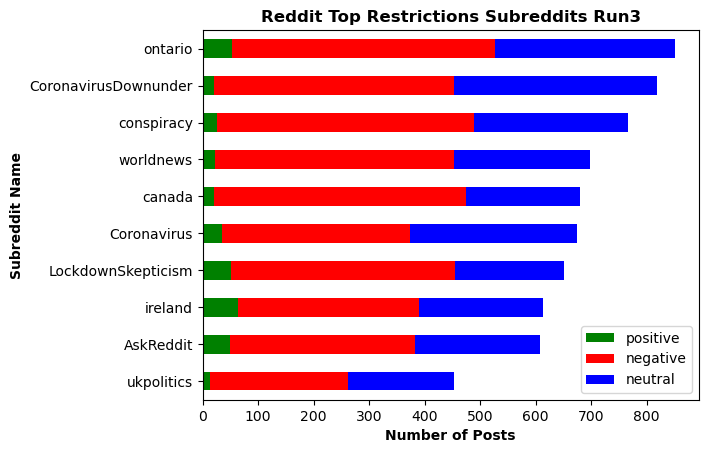 Reddit Top Restrictions Subreddits Run3
Subreddit Name
ontario
CoronavirusDownunder
conspiracy
worldnews
canada
Coronavirus
LockdownSkepticism
ireland
AskReddit
ukpolitics
positive
negative
neutral
0 100 200 300 400 500 600 700 800
Number of Posts